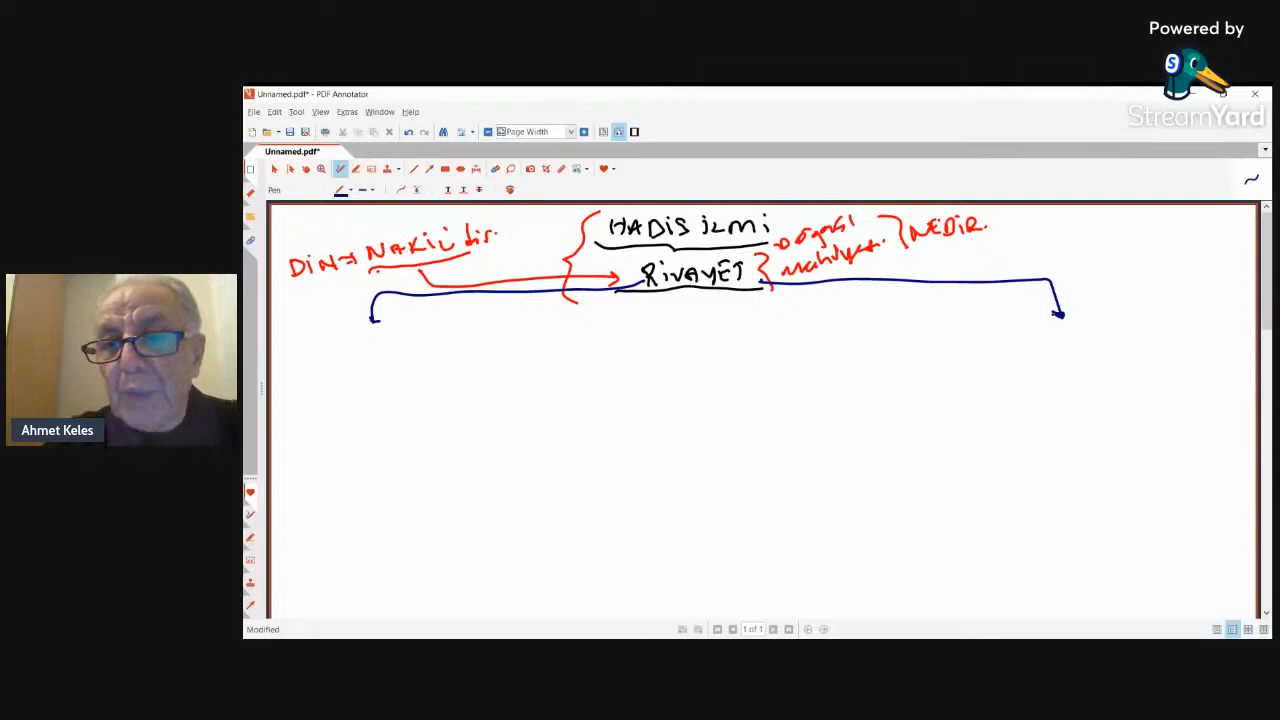 Powered by
StreamYard
Unnamed.pdf* - PDF Annotator
File Edit Tool View Extras Window Help
Page Width
Unnamed.pdf*
Pen
HADİS İLMİ
DİN → NAKİL dir.
RİVAYET
NEDİR.
Ahmet Keles
Modified
1 of 1